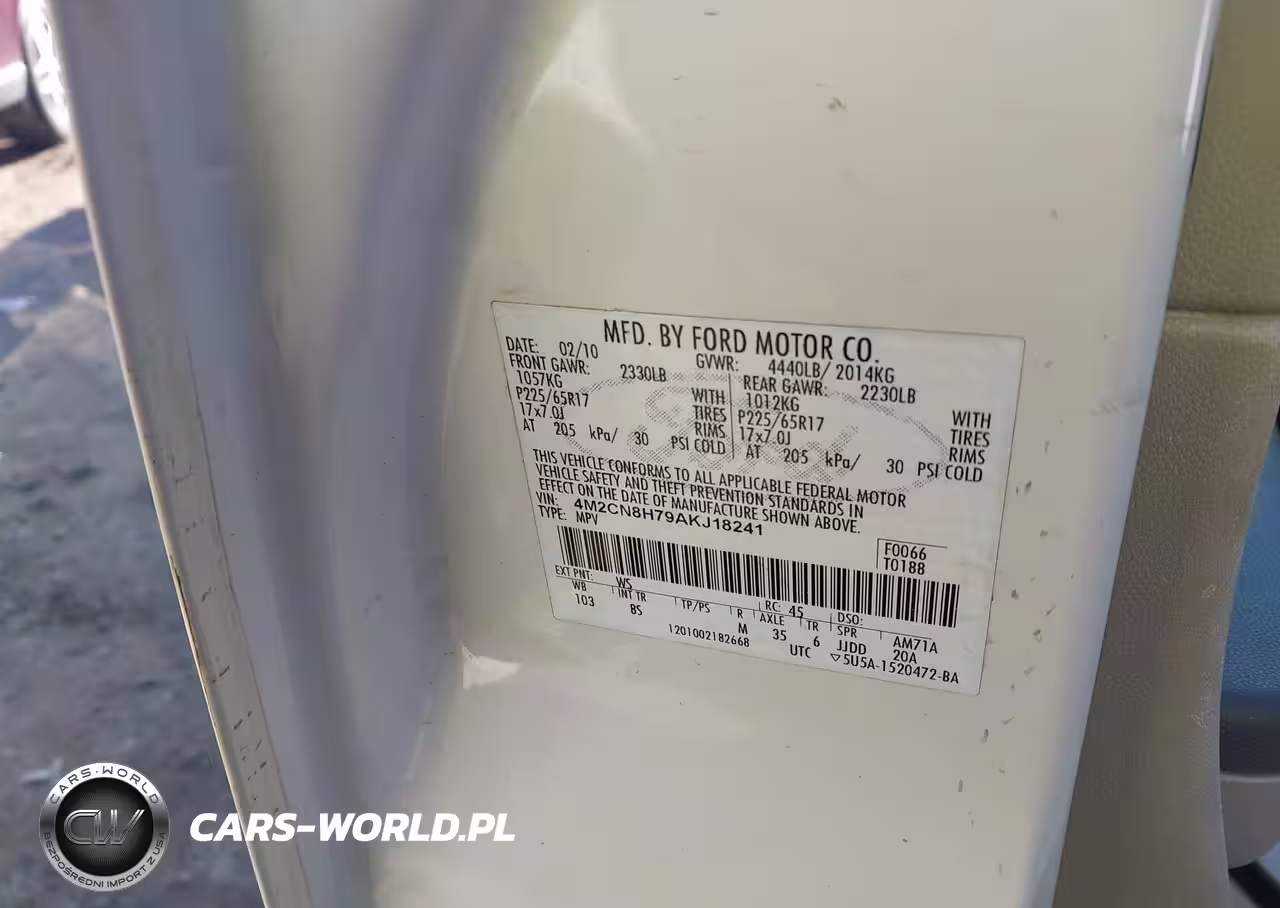 MFD. BY FORD MOTOR CO.
DATE: 02/10 GVWR: 4440LB/ 2014KG
FRONT GAWR: 2330LB REAR GAWR: 2230LB
1057KG WITH 1012KG WITH
P225/65R17 TIRES P225/65R17 TIRES
17x7.0J RIMS 17x7.0J RIMS
AT 205 kPa/ 30 PSI COLD AT 205 kPa/ 30 PSI COLD
THIS VEHICLE CONFORMS TO ALL APPLICABLE FEDERAL MOTOR
VEHICLE SAFETY AND THEFT PREVENTION STANDARDS IN
EFFECT ON THE DATE OF MANUFACTURE SHOWN ABOVE.
VIN: 4M2CN8H79AKJ18241
TYPE: MPV
F0066
T0188
EXT PNT: WS RC: 45 DSO:
WB INT TR TP/PS R AXLE TR SPR AM71A
103 BS M 35 6 JJDD 20A
1201002182668 UTC ▽5U5A-1520472-BA
CARS-WORLD
CW
BEZPOŚREDNI IMPORT Z USA
CARS-WORLD.PL